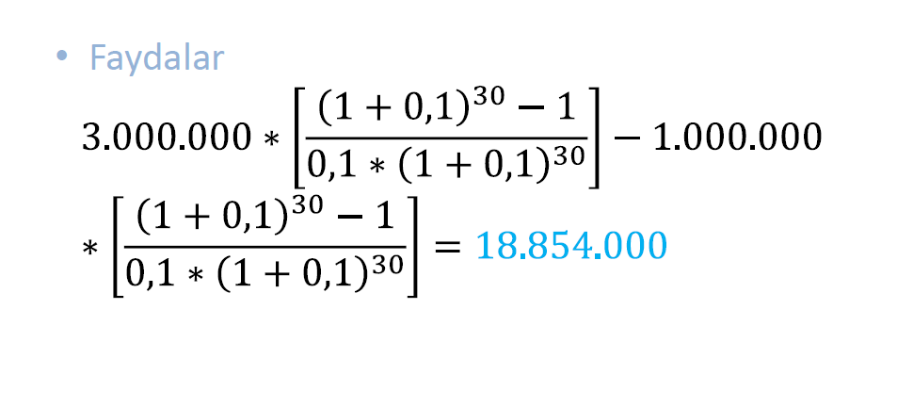 • Faydalar
3.000.000 * [ (1 + 0,1)^30 − 1 / 0,1 * (1 + 0,1)^30 ] − 1.000.000
* [ (1 + 0,1)^30 − 1 / 0,1 * (1 + 0,1)^30 ] = 18.854.000